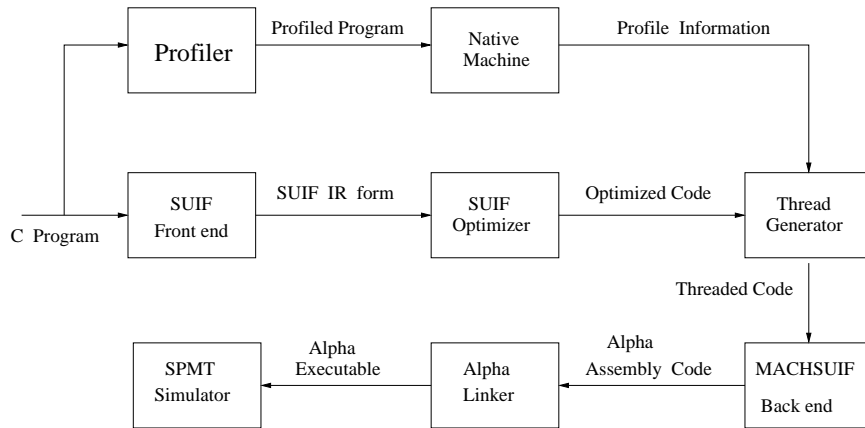 Profiler
Profiled Program
Native
Machine
Profile Information
C Program
SUIF
Front end
SUIF IR form
SUIF
Optimizer
Optimized Code
Thread
Generator
Threaded Code
SPMT
Simulator
Alpha
Executable
Alpha
Linker
Alpha
Assembly Code
MACHSUIF
Back end